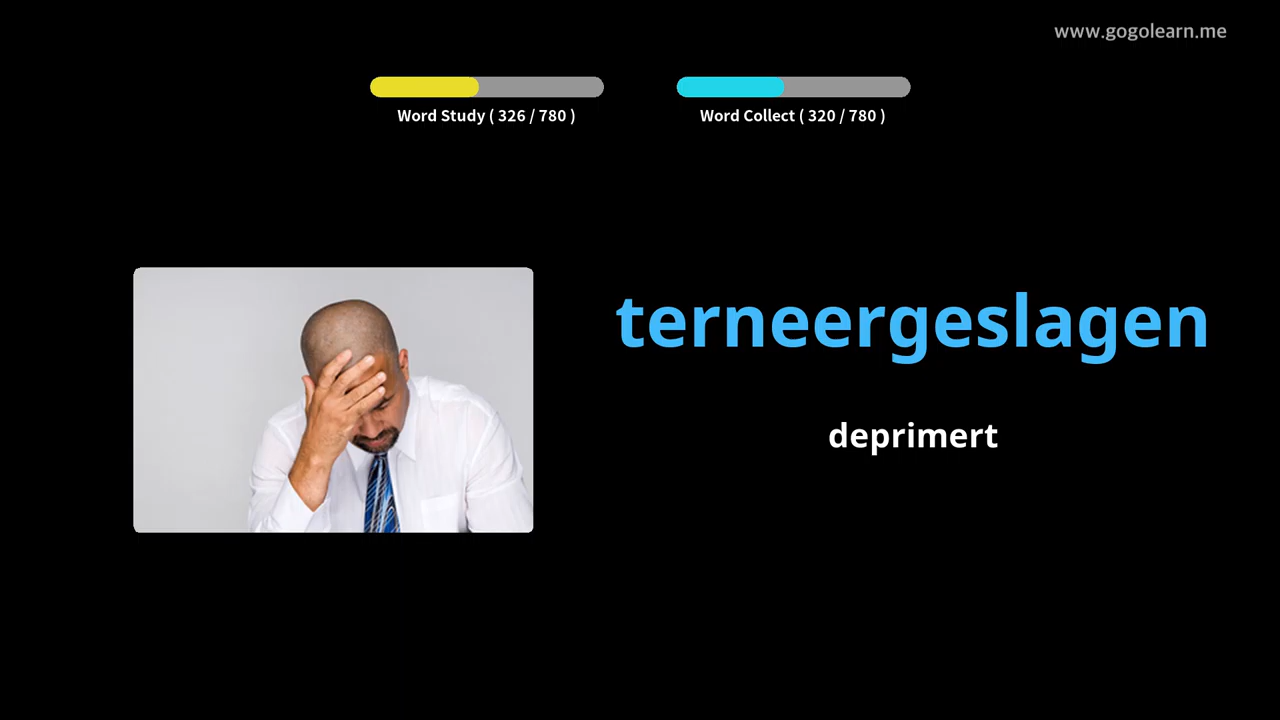 www.gogolearn.me
Word Study ( 326 / 780 )
Word Collect ( 320 / 780 )
terneergeslagen
deprimert